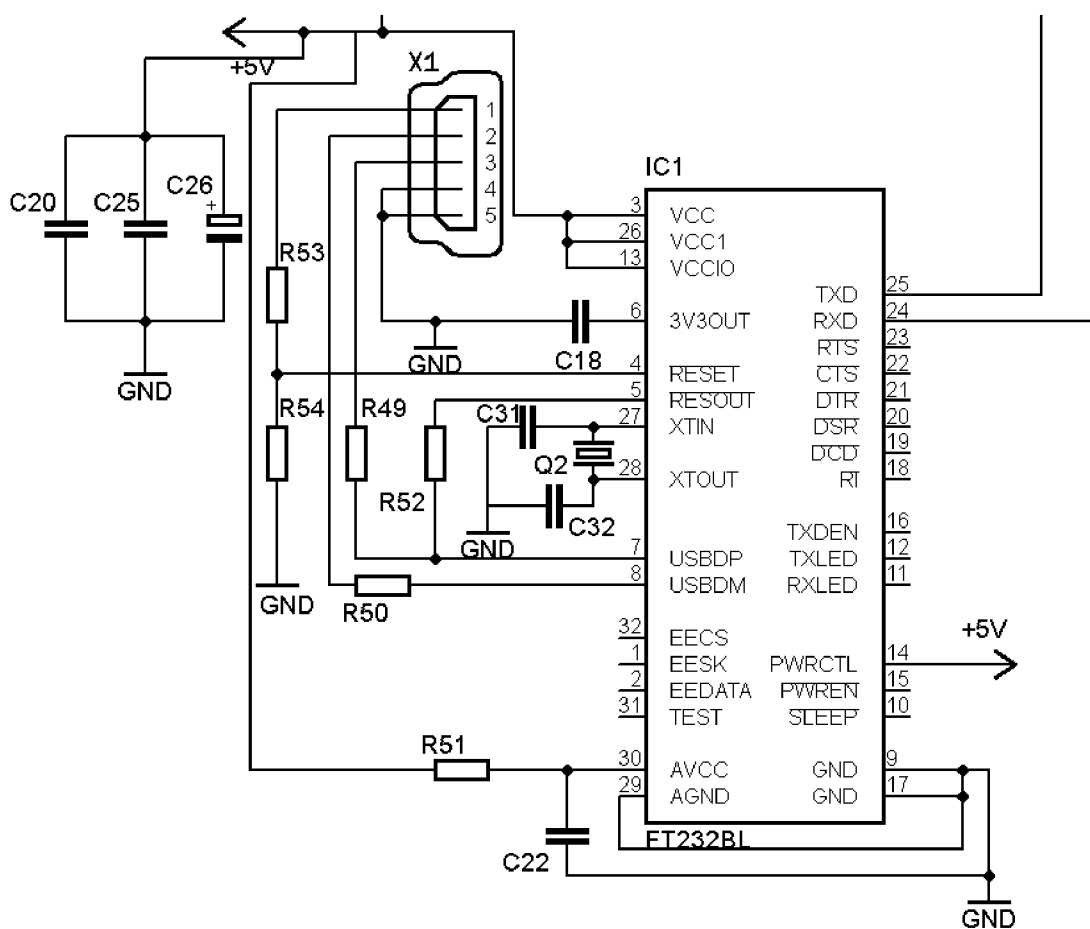 +5V
X1
1
2
3
4
5
C20
C25
C26
+
GND
R53
R54
GND
R49
R52
R50
GND
C18
C31
Q2
C32
GND
R51
C22
IC1
3 VCC
26 VCC1
13 VCCIO
6 3V3OUT
4 RESET
5 RESOUT
27 XTIN
28 XTOUT
7 USBDP
8 USBDM
32 EECS
1 EESK
2 EEDATA
31 TEST
30 AVCC
29 AGND
TXD 25
RXD 24
RTS 23
CTS 22
DTR 21
DSR 20
DCD 19
RI 18
TXDEN 16
TXLED 12
RXLED 11
PWRCTL 14
PWREN 15
SLEEP 10
GND 9
GND 17
+5V
FT232BL
GND